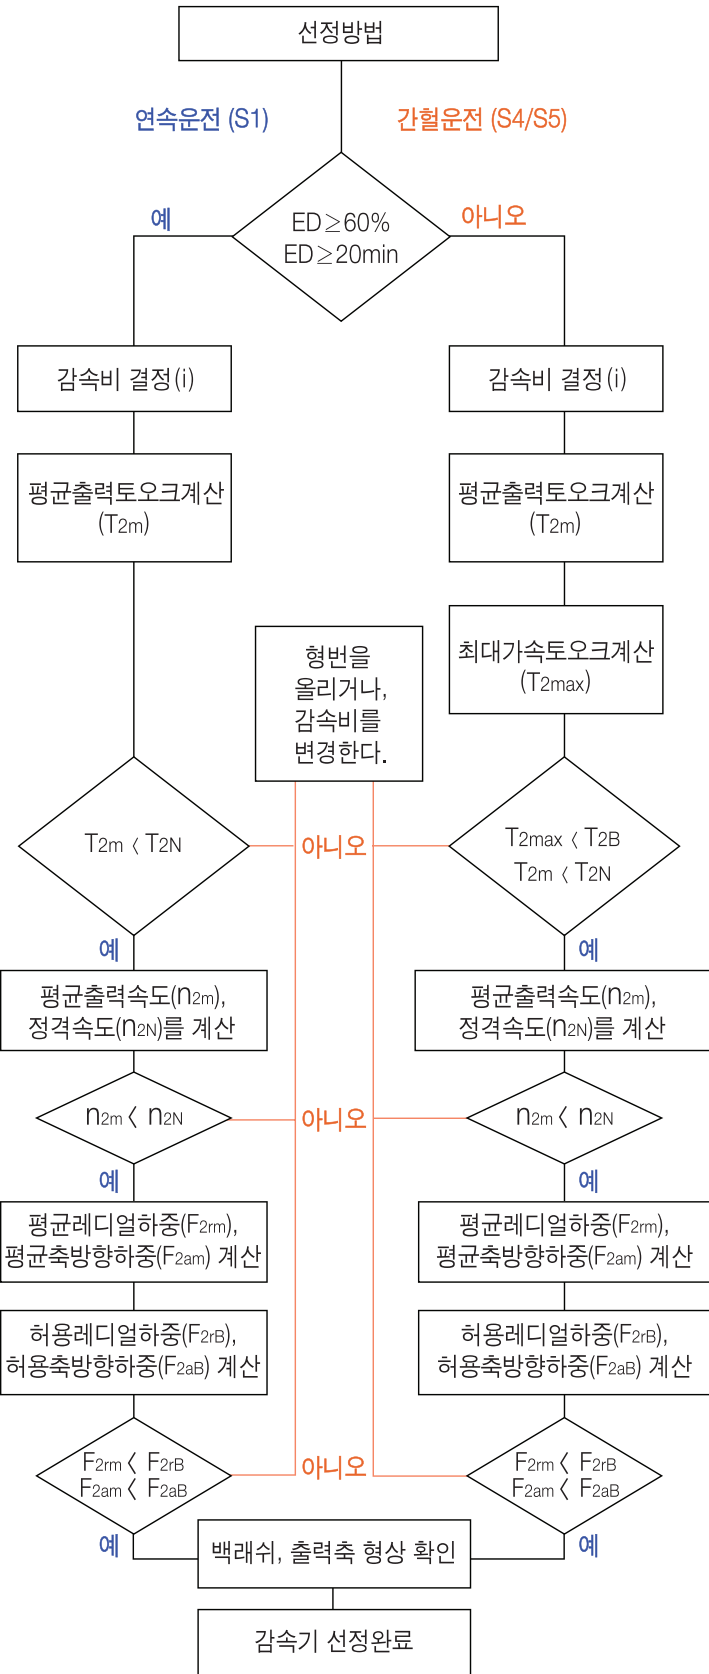 선정방법
연속운전 (S1)
간헐운전 (S4/S5)
예
아니오
ED≥60%
ED≥20min
감속비 결정(i)
감속비 결정(i)
평균출력토오크계산
(T2m)
평균출력토오크계산
(T2m)
최대가속토오크계산
(T2max)
형번을
올리거나,
감속비를
변경한다.
T2m < T2N
아니오
T2max < T2B
T2m < T2N
예
예
평균출력속도(n2m),
정격속도(n2N)를 계산
평균출력속도(n2m),
정격속도(n2N)를 계산
n2m < n2N
아니오
n2m < n2N
예
예
평균레디얼하중(F2rm),
평균축방향하중(F2am) 계산
평균레디얼하중(F2rm),
평균축방향하중(F2am) 계산
허용레디얼하중(F2rB),
허용축방향하중(F2aB) 계산
허용레디얼하중(F2rB),
허용축방향하중(F2aB) 계산
F2rm < F2rB
F2am < F2aB
아니오
F2rm < F2rB
F2am < F2aB
예
예
백래쉬, 출력축 형상 확인
감속기 선정완료